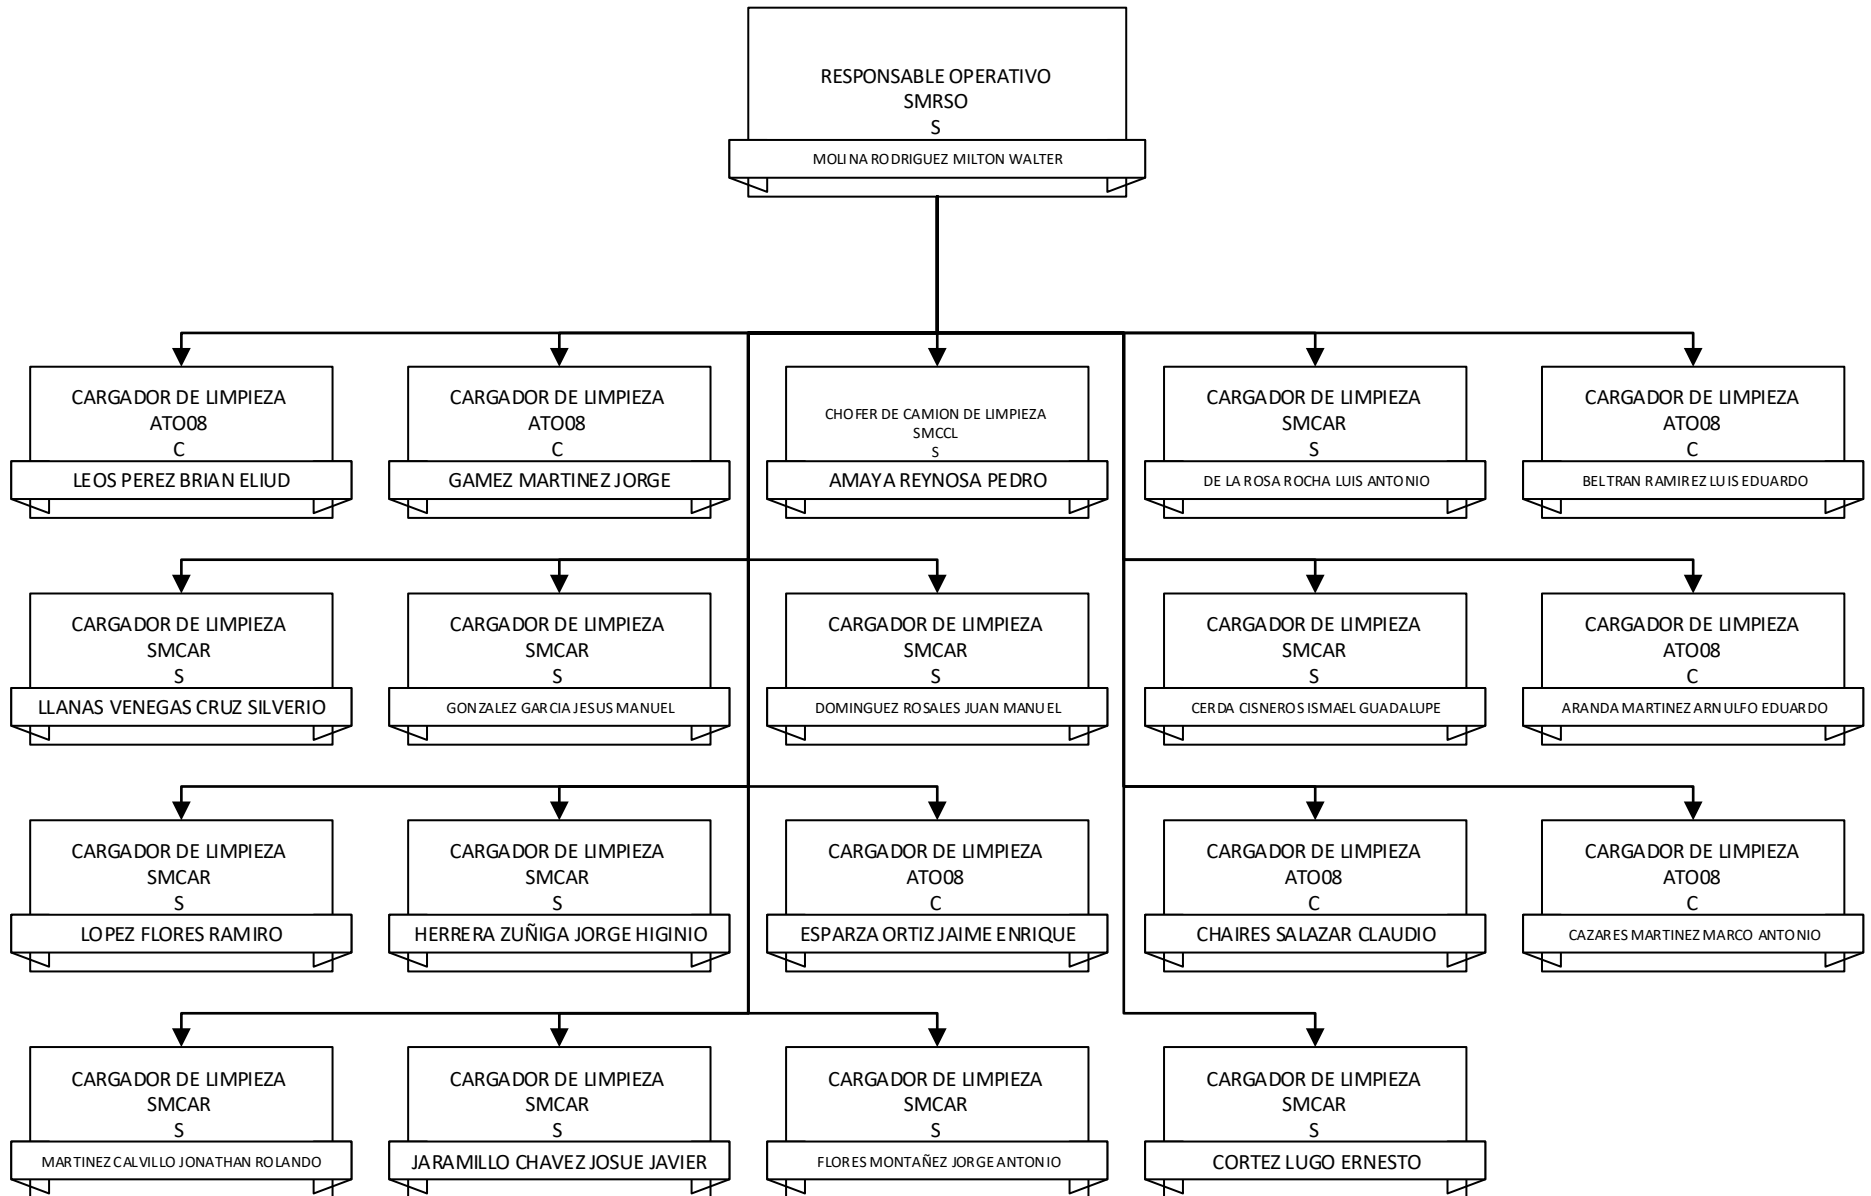 RESPONSABLE OPERATIVO
SMRSO
S
MOLINA RODRIGUEZ MILTON WALTER
CARGADOR DE LIMPIEZA
ATO08
C
LEOS PEREZ BRIAN ELIUD
CARGADOR DE LIMPIEZA
ATO08
C
GAMEZ MARTINEZ JORGE
CHOFER DE CAMION DE LIMPIEZA
SMCCL
S
AMAYA REYNOSA PEDRO
CARGADOR DE LIMPIEZA
SMCAR
S
DE LA ROSA ROCHA LUIS ANTONIO
CARGADOR DE LIMPIEZA
ATO08
C
BELTRAN RAMIREZ LUIS EDUARDO
CARGADOR DE LIMPIEZA
SMCAR
S
LLANAS VENEGAS CRUZ SILVERIO
CARGADOR DE LIMPIEZA
SMCAR
S
GONZALEZ GARCIA JESUS MANUEL
CARGADOR DE LIMPIEZA
SMCAR
S
DOMINGUEZ ROSALES JUAN MANUEL
CARGADOR DE LIMPIEZA
SMCAR
S
CERDA CISNEROS ISMAEL GUADALUPE
CARGADOR DE LIMPIEZA
ATO08
C
ARANDA MARTINEZ ARNULFO EDUARDO
CARGADOR DE LIMPIEZA
SMCAR
S
LOPEZ FLORES RAMIRO
CARGADOR DE LIMPIEZA
SMCAR
S
HERRERA ZUÑIGA JORGE HIGINIO
CARGADOR DE LIMPIEZA
ATO08
C
ESPARZA ORTIZ JAIME ENRIQUE
CARGADOR DE LIMPIEZA
ATO08
C
CHAIRES SALAZAR CLAUDIO
CARGADOR DE LIMPIEZA
ATO08
C
CAZARES MARTINEZ MARCO ANTONIO
CARGADOR DE LIMPIEZA
SMCAR
S
MARTINEZ CALVILLO JONATHAN ROLANDO
CARGADOR DE LIMPIEZA
SMCAR
S
JARAMILLO CHAVEZ JOSUE JAVIER
CARGADOR DE LIMPIEZA
SMCAR
S
FLORES MONTAÑEZ JORGE ANTONIO
CARGADOR DE LIMPIEZA
SMCAR
S
CORTEZ LUGO ERNESTO